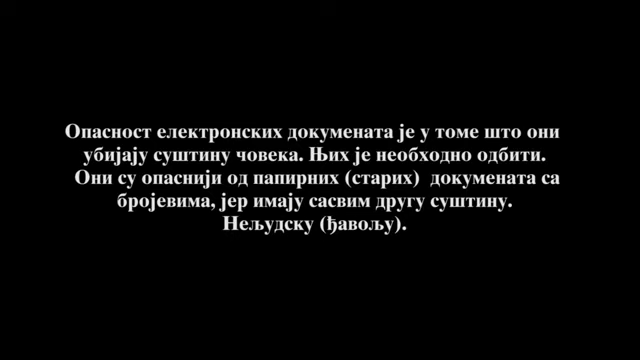 Опасност електронских докумената је у томе што они
убијају суштину човека. Њих је необходно одбити.
Они су опаснији од папирних (старих) докумената са
бројевима, јер имају сасвим другу суштину.
Нељудску (ђавољу).